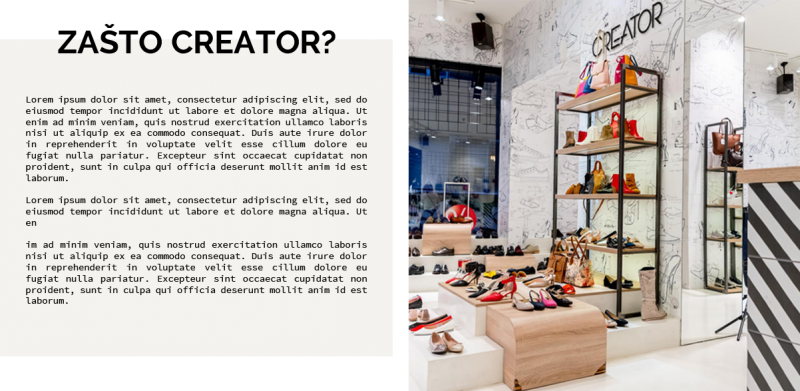 ZAŠTO CREATOR?
Lorem ipsum dolor sit amet, consectetur adipiscing elit, sed do
eiusmod tempor incididunt ut labore et dolore magna aliqua. Ut
enim ad minim veniam, quis nostrud exercitation ullamco laboris
nisi ut aliquip ex ea commodo consequat. Duis aute irure dolor
in reprehenderit in voluptate velit esse cillum dolore eu
fugiat nulla pariatur. Excepteur sint occaecat cupidatat non
proident, sunt in culpa qui officia deserunt mollit anim id est
laborum.
Lorem ipsum dolor sit amet, consectetur adipiscing elit, sed do
eiusmod tempor incididunt ut labore et dolore magna aliqua. Ut
en
im ad minim veniam, quis nostrud exercitation ullamco laboris
nisi ut aliquip ex ea commodo consequat. Duis aute irure dolor
in reprehenderit in voluptate velit esse cillum dolore eu
fugiat nulla pariatur. Excepteur sint occaecat cupidatat non
proident, sunt in culpa qui officia deserunt mollit anim id est
laborum.
CREATOR